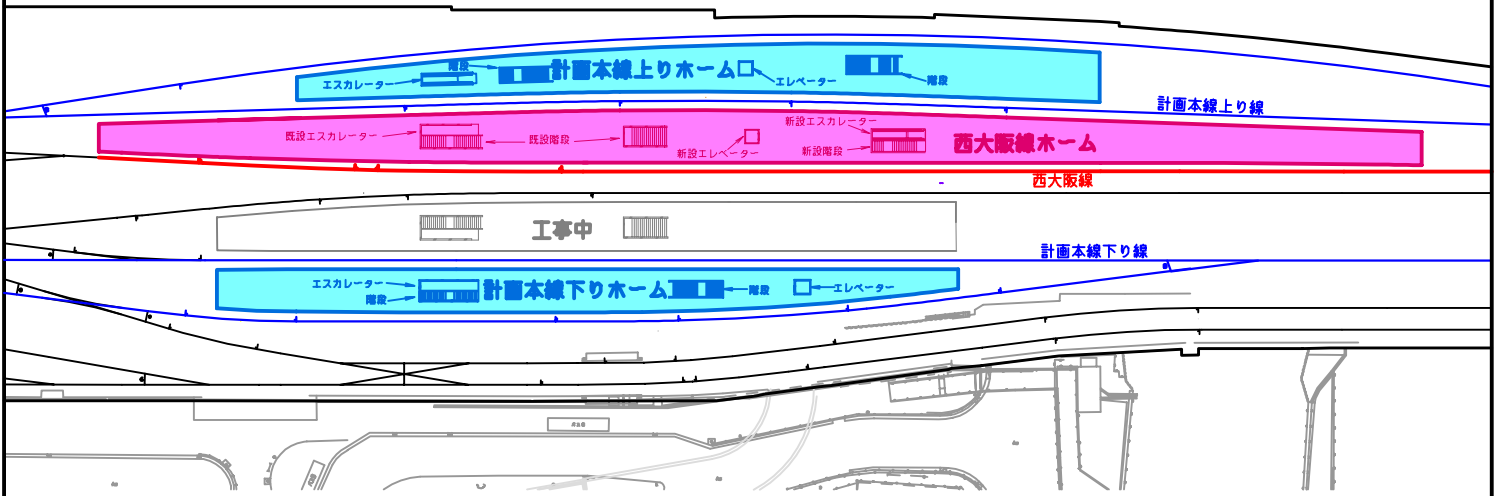 階段
計画本線上りホーム
エスカレーター
エレベーター
階段
計画本線上り線
新設エスカレーター
既設エスカレーター
既設階段
西大阪線ホーム
新設エレベーター
新設階段
西大阪線
工事中
計画本線下り線
エスカレーター
計画本線下りホーム
階段
エレベーター
階段